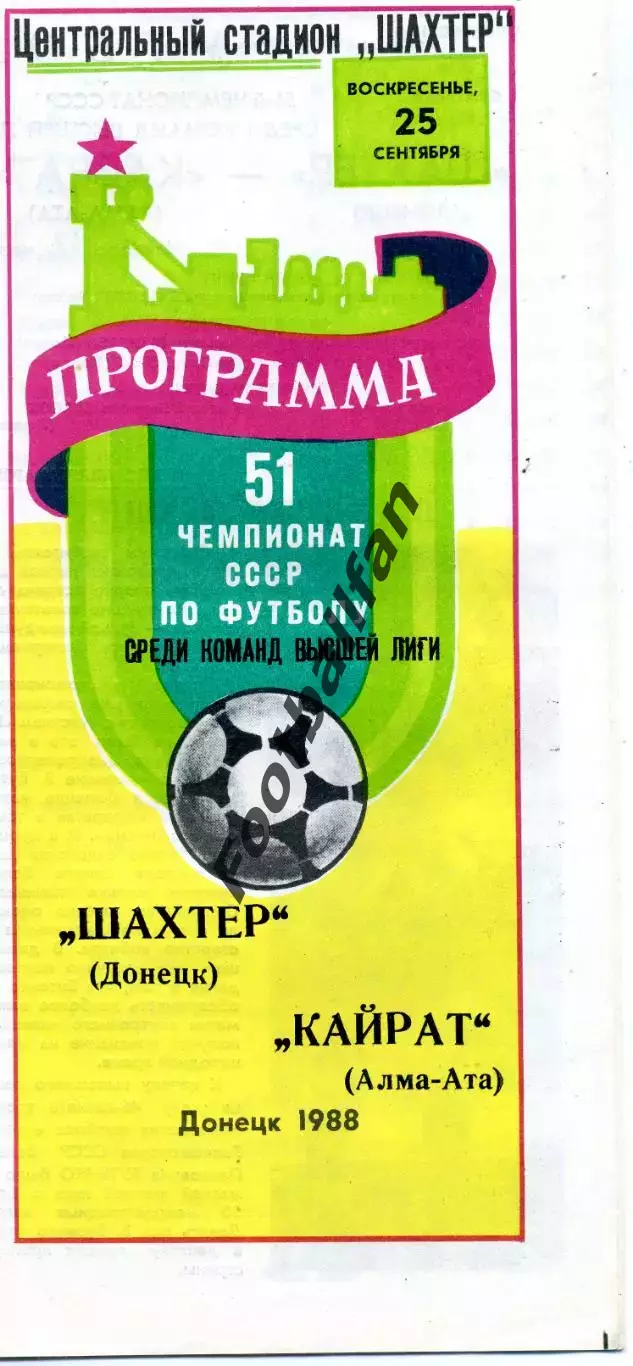 Центральный стадион „ШАХТЕР“
ВОСКРЕСЕНЬЕ,
25
СЕНТЯБРЯ
ПРОГРАММА
51
ЧЕМПИОНАТ
СССР
ПО ФУТБОЛУ
СРЕДИ КОМАНД ВЫСШЕЙ ЛИГИ
Footballfan
„ШАХТЕР“
(Донецк)
„КАЙРАТ“
(Алма-Ата)
Донецк 1988